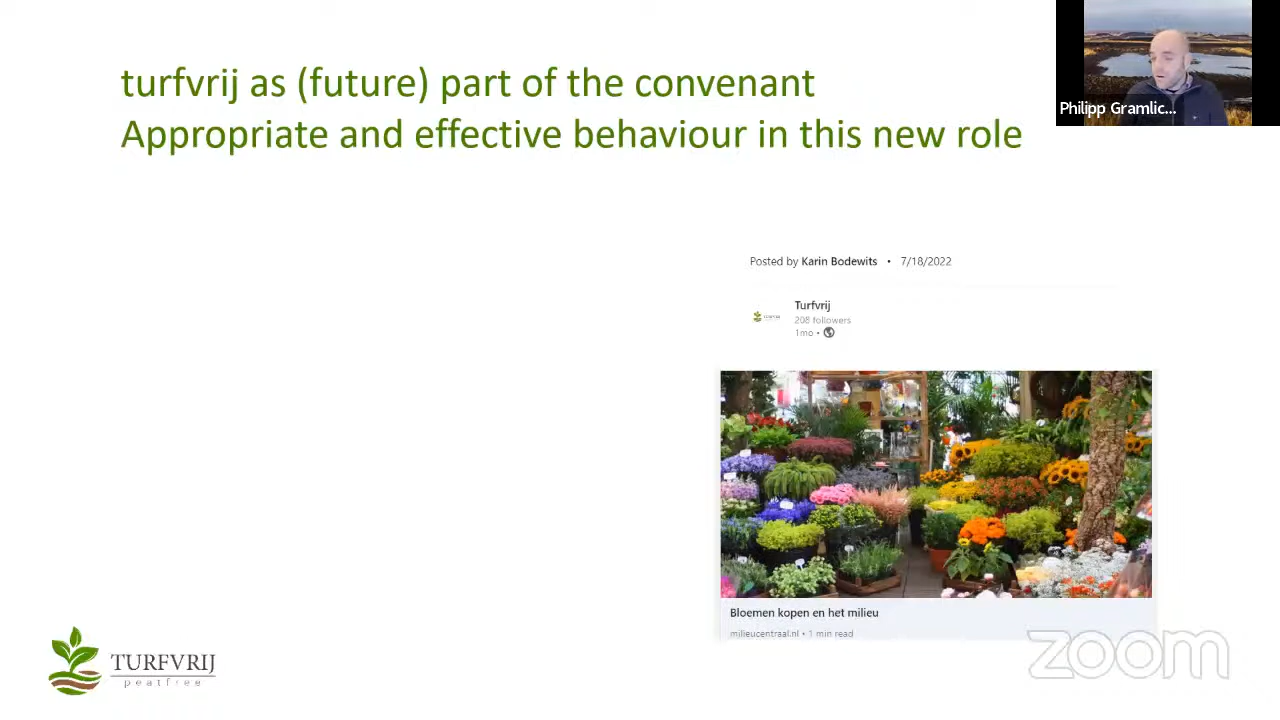 turfvrij as (future) part of the convenant
Appropriate and effective behaviour in this new role
Philipp Gramlic...
Posted by Karin Bodewits • 7/18/2022
Turfvrij
208 followers
1mo •
Bloemen kopen en het milieu
milieucentraal.nl • 1 min read
TURFVRIJ
peatfree
zoom